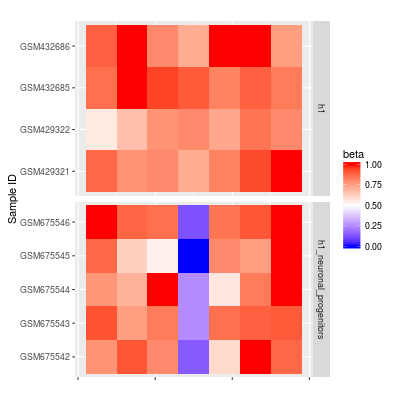 GSM432686
GSM432685
GSM429322
GSM429321
h1
GSM675546
GSM675545
GSM675544
GSM675543
GSM675542
h1_neuronal_progenitors
Sample ID
beta
1.00
0.75
0.50
0.25
0.00